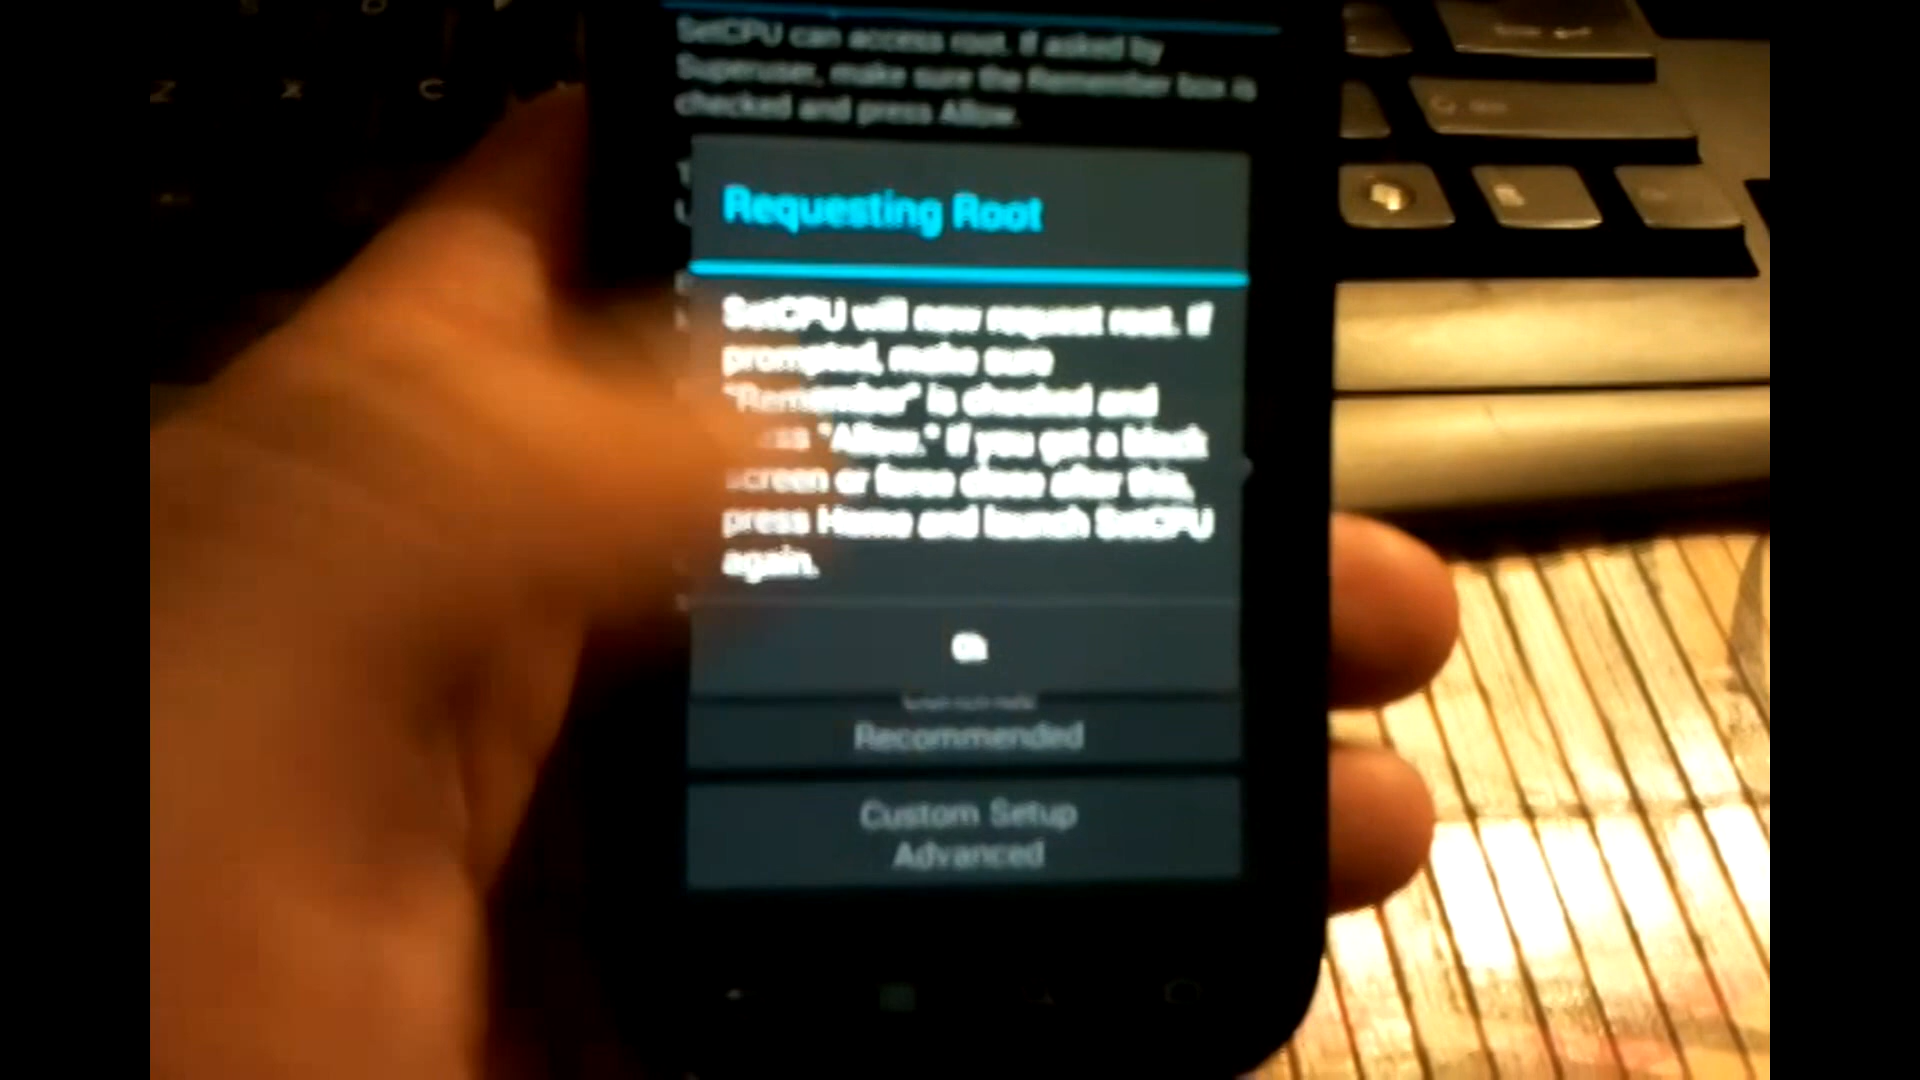 Z X C
SetCPU can access root. If asked by
Superuser, make sure the Remember box is
checked and press Allow.
Requesting Root
SetCPU will now request root. If
prompted, make sure
"Remember" is checked and
press "Allow." If you get a black
screen or force close after this,
press Home and launch SetCPU
again.
Ok
Recommended
Custom Setup
Advanced